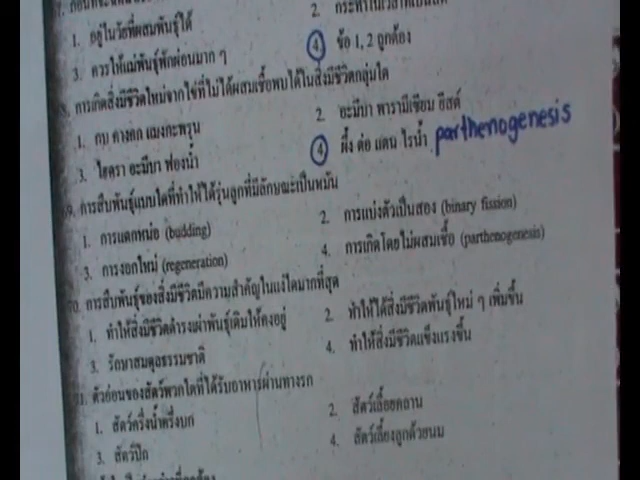 1. อยู่ในวัยที่ผสมพันธุ์ได้
3. ควรให้แม่พันธุ์พักผ่อนมาก ๆ
4. ข้อ 1, 2 ถูกต้อง
การเกิดสิ่งมีชีวิตใหม่จากไข่ที่ไม่ได้ผสมเชื้อพบได้ในสิ่งมีชีวิตกลุ่มใด
1. กบ คางคก แมงกะพรุน
2. อะมีบา พารามีเซียม ยีสต์
3. ไฮดรา อะมีบา ฟองน้ำ
4. ผึ้ง ต่อ แตน ไรน้ำ parthenogenesis
9. การสืบพันธุ์แบบใดที่ทำให้ได้รุ่นลูกที่มีลักษณะเป็นหมัน
1. การแตกหน่อ (budding)
2. การแบ่งตัวเป็นสอง (binary fission)
3. การงอกใหม่ (regeneration)
4. การเกิดโดยไม่ผสมเชื้อ (parthenogenesis)
0. การสืบพันธุ์ของสิ่งมีชีวิตมีความสำคัญในแง่ใดมากที่สุด
1. ทำให้สิ่งมีชีวิตดำรงเผ่าพันธุ์เดิมให้คงอยู่
2. ทำให้ได้สิ่งมีชีวิตพันธุ์ใหม่ ๆ เพิ่มขึ้น
3. รักษาสมดุลธรรมชาติ
4. ทำให้สิ่งมีชีวิตแข็งแรงขึ้น
1. ตัวอ่อนของสัตว์พวกใดที่ได้รับอาหารผ่านทางรก
1. สัตว์ครึ่งน้ำครึ่งบก
2. สัตว์เลื้อยคลาน
3. สัตว์ปีก
4. สัตว์เลี้ยงลูกด้วยนม